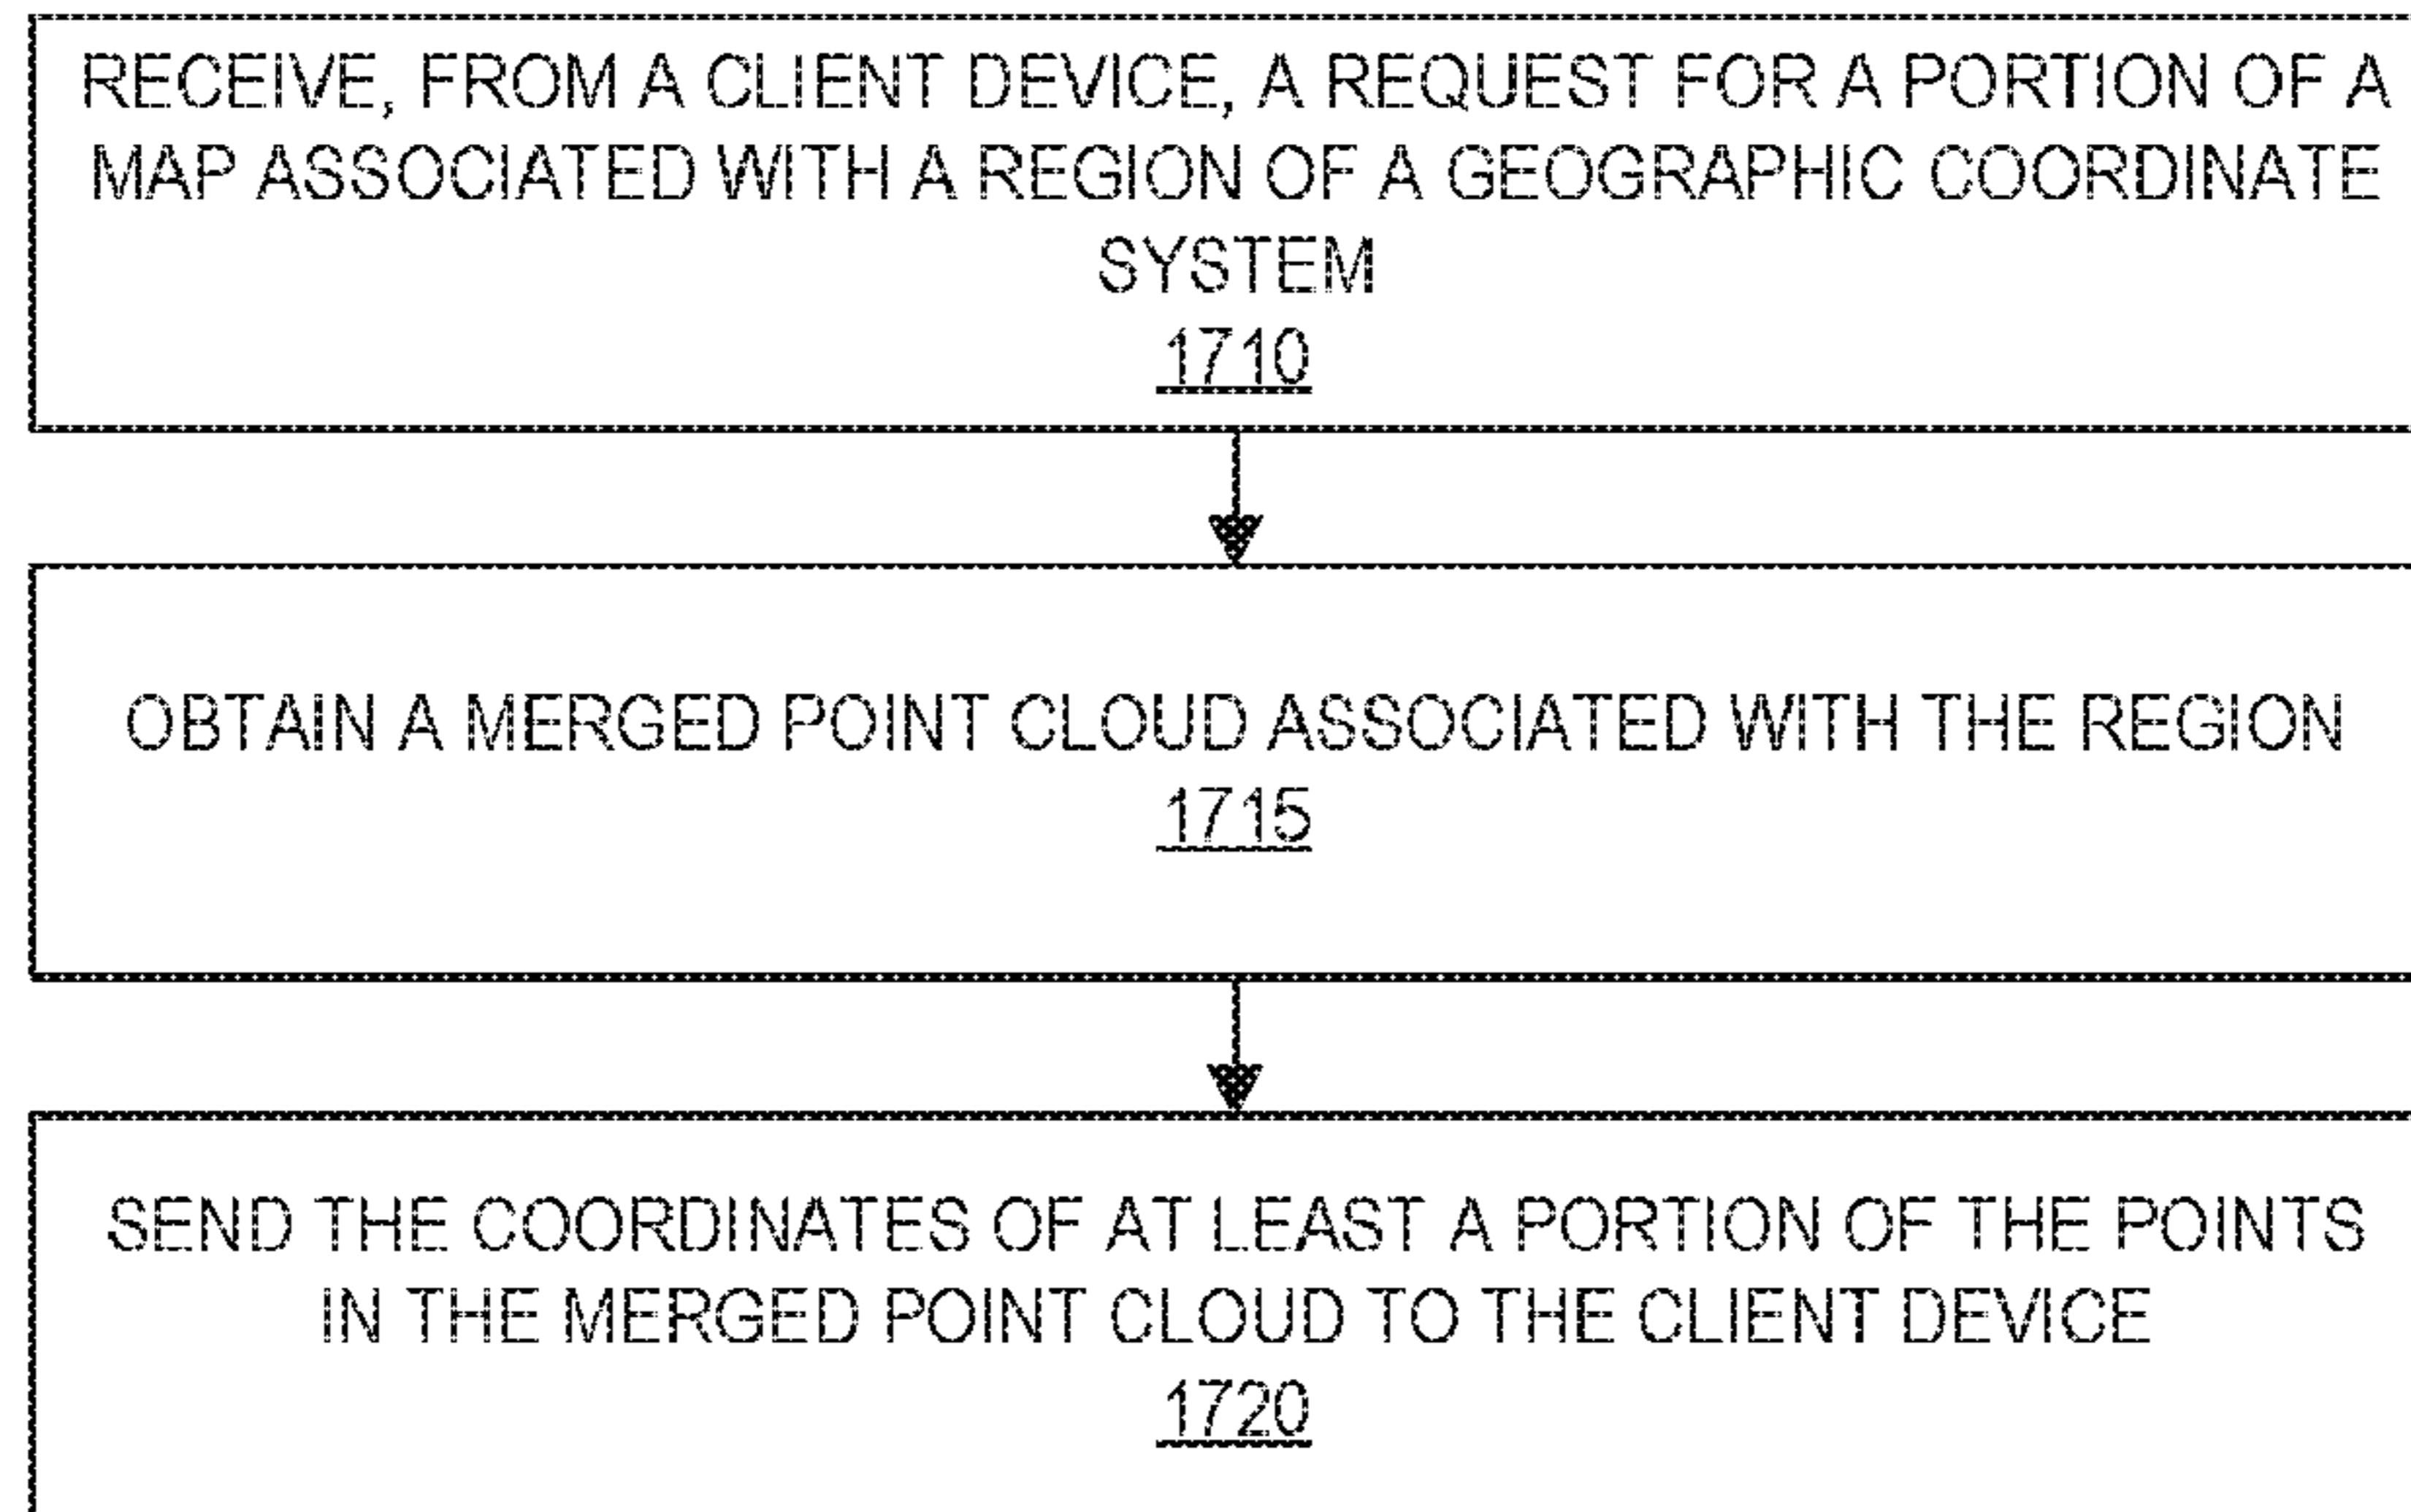 RECEIVE, FROM A CLIENT DEVICE, A REQUEST FOR A PORTION OF A
MAP ASSOCIATED WITH A REGION OF A GEOGRAPHIC COORDINATE
SYSTEM
1710
OBTAIN A MERGED POINT CLOUD ASSOCIATED WITH THE REGION
1715
SEND THE COORDINATES OF AT LEAST A PORTION OF THE POINTS
IN THE MERGED POINT CLOUD TO THE CLIENT DEVICE
1720